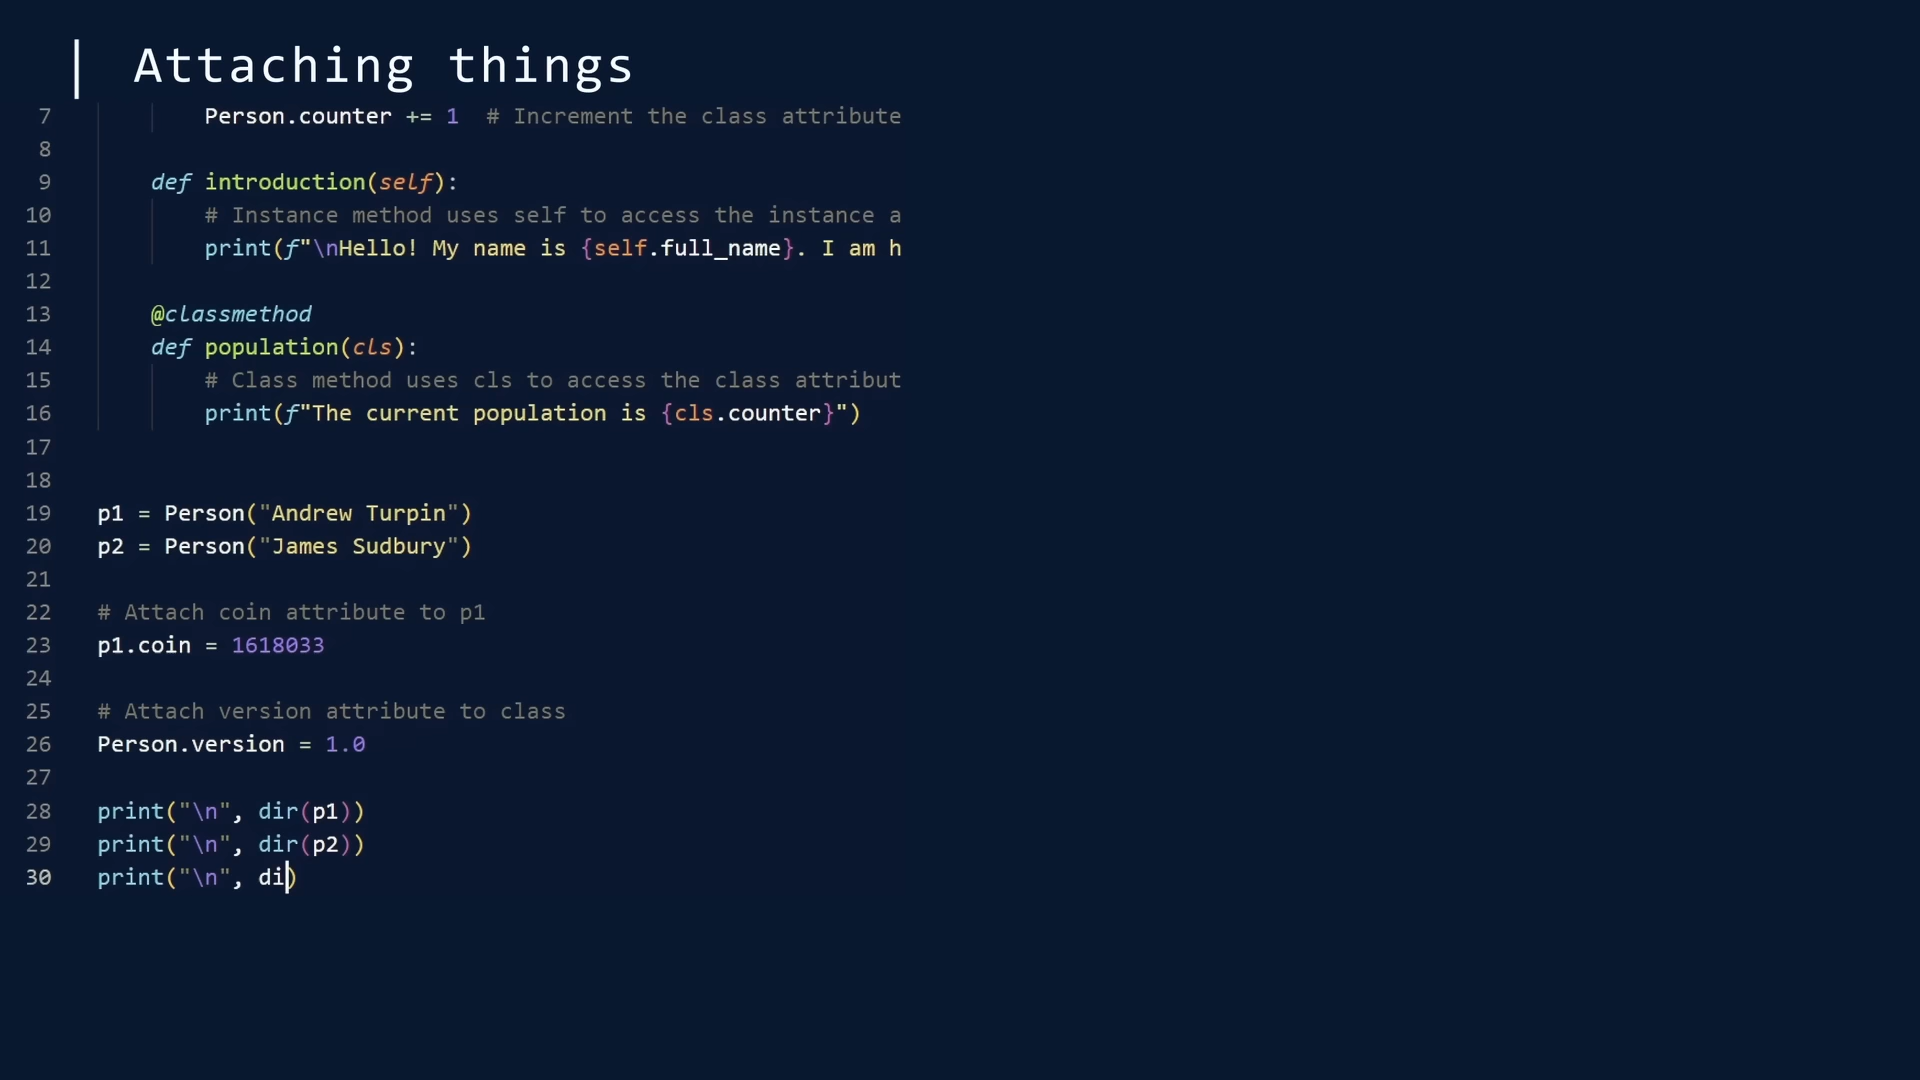 Attaching things
7 Person.counter += 1 # Increment the class attribute
8
9 def introduction(self):
10 # Instance method uses self to access the instance a
11 print(f"\nHello! My name is {self.full_name}. I am h
12
13 @classmethod
14 def population(cls):
15 # Class method uses cls to access the class attribut
16 print(f"The current population is {cls.counter}")
17
18
19 p1 = Person("Andrew Turpin")
20 p2 = Person("James Sudbury")
21
22 # Attach coin attribute to p1
23 p1.coin = 1618033
24
25 # Attach version attribute to class
26 Person.version = 1.0
27
28 print("\n", dir(p1))
29 print("\n", dir(p2))
30 print("\n", di)